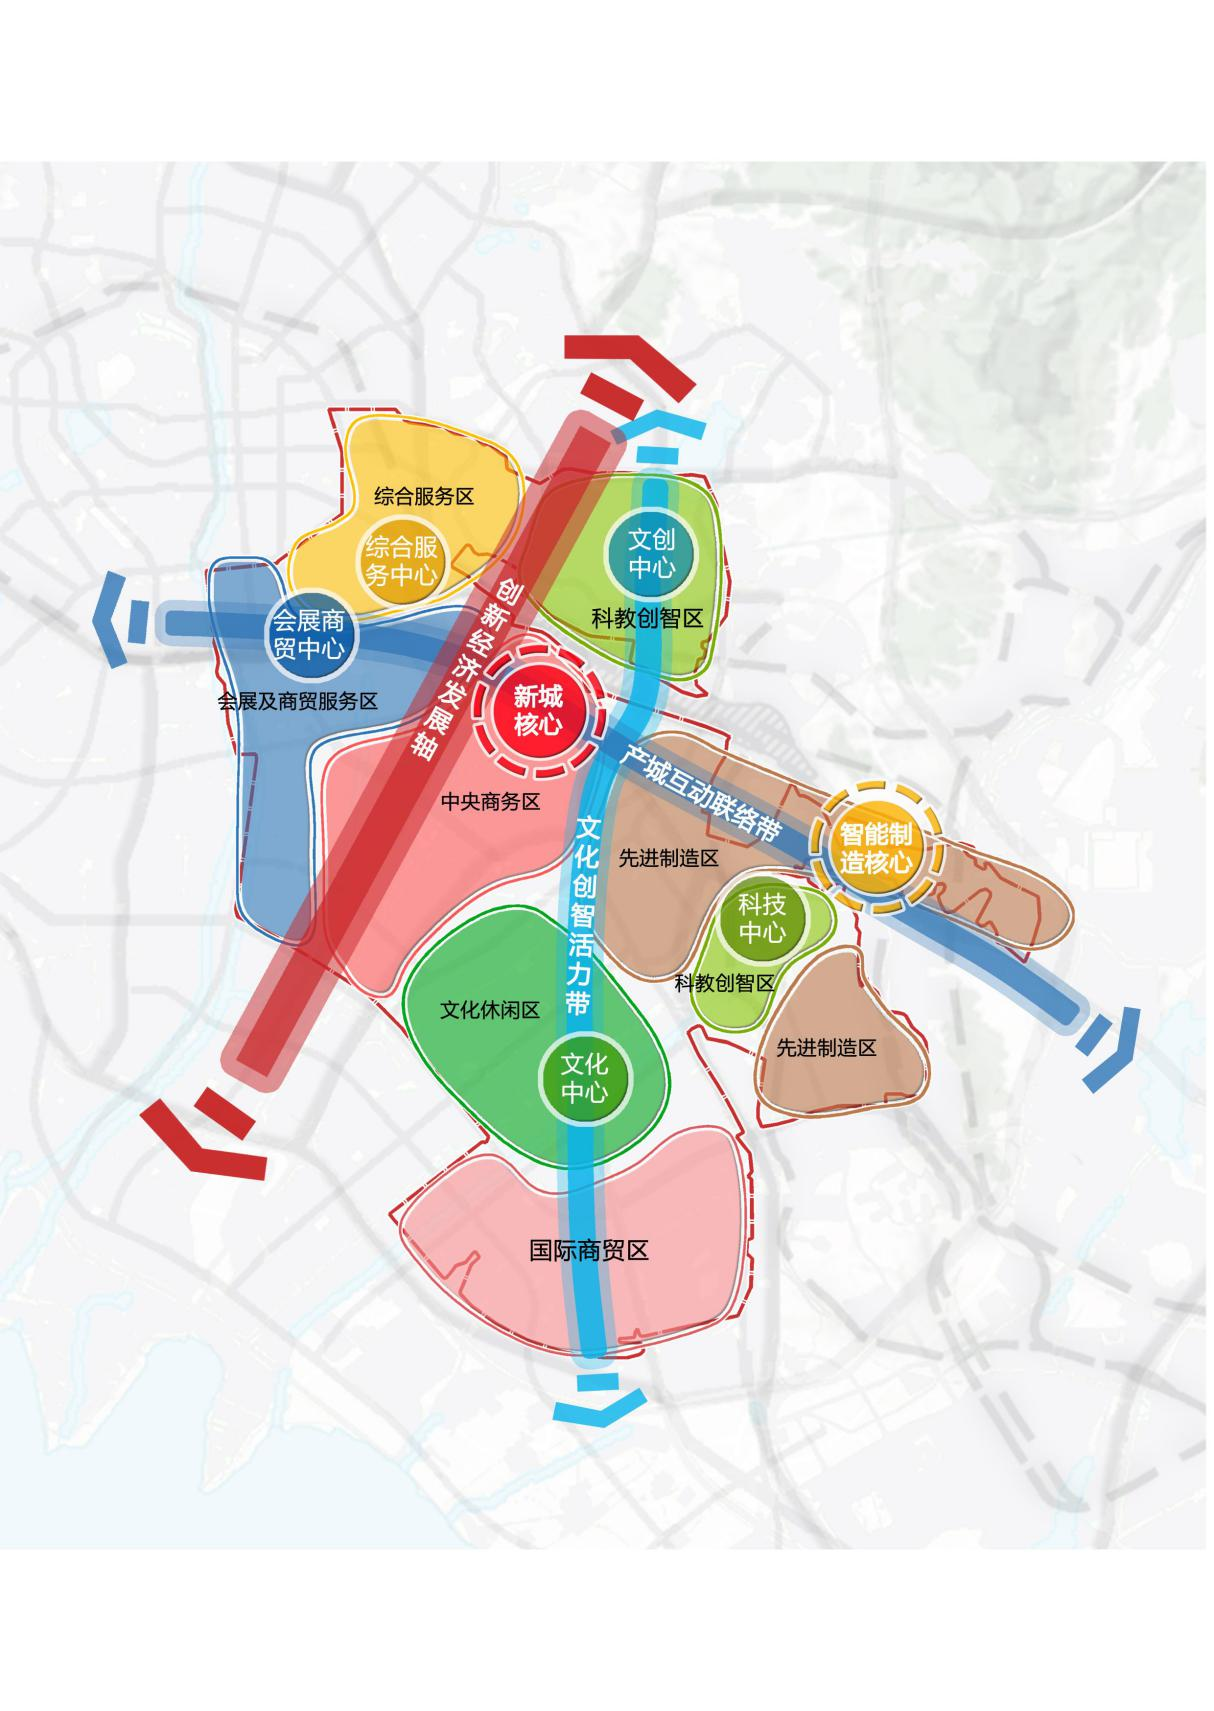 综合服务区
综合服
务中心
文创
中心
科教创智区
会展商
贸中心
会展及商贸服务区
创新经济发展轴
新城
核心
产城互动联络带
中央商务区
文化创智活力带
先进制造区
智能制
造核心
科技
中心
科教创智区
文化休闲区
先进制造区
文化
中心
国际商贸区